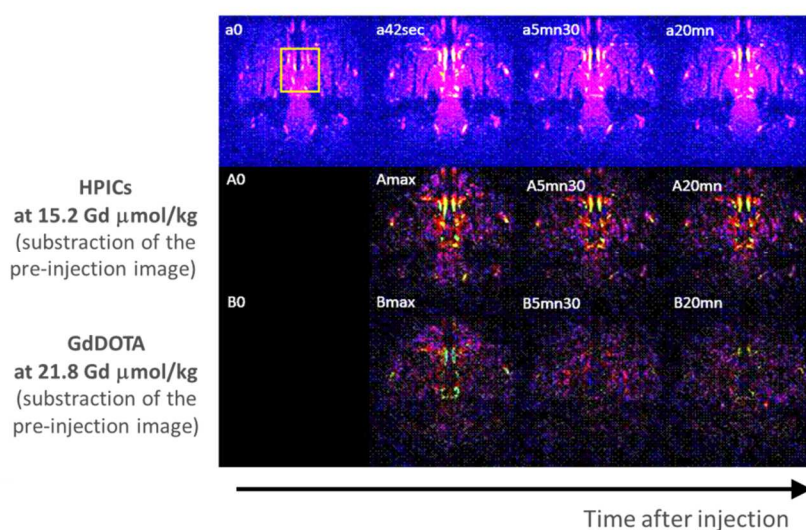 a0
a42sec
a5mn30
a20mn
HPICs
at 15.2 Gd μmol/kg
(substraction of the
pre-injection image)
A0
Amax
A5mn30
A20mn
GdDOTA
at 21.8 Gd μmol/kg
(substraction of the
pre-injection image)
B0
Bmax
B5mn30
B20mn
Time after injection